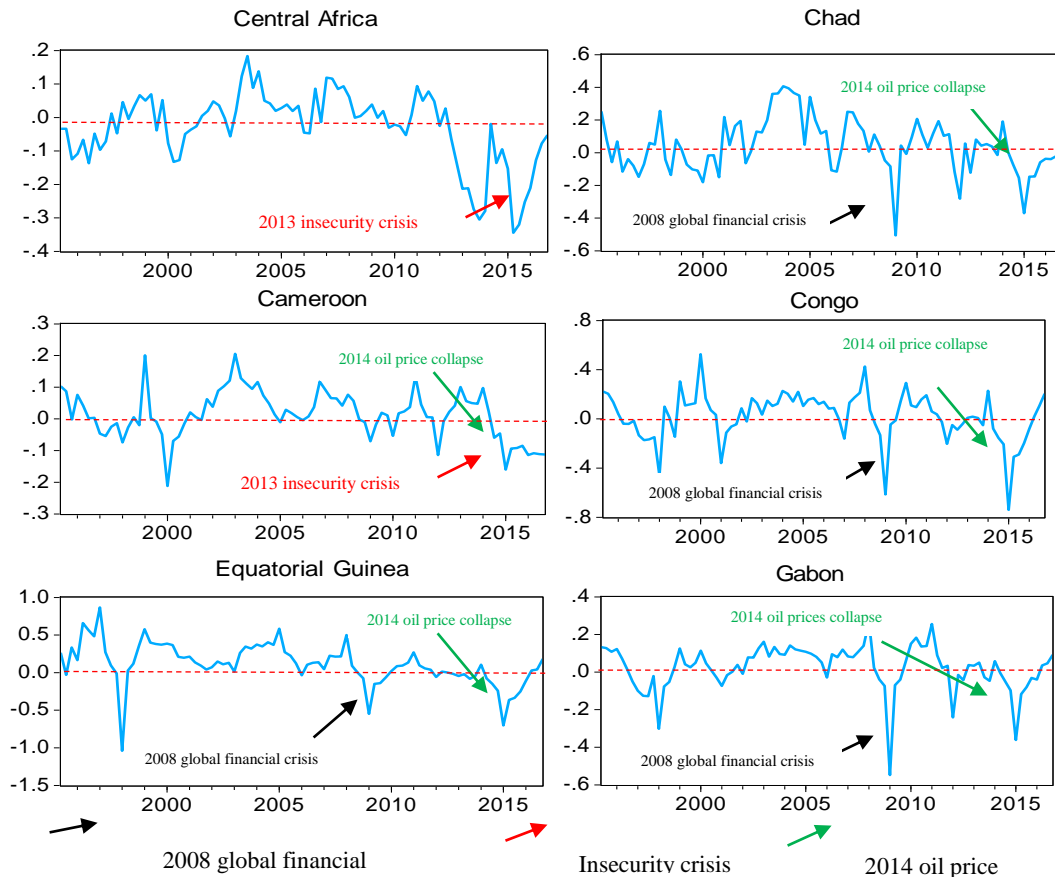 Central Africa
.2
.1
.0
-.1
-.2
-.3
-.4
2013 insecurity crisis
2000 2005 2010 2015
Chad
.6
.4
.2
.0
-.2
-.4
-.6
2014 oil price collapse
2008 global financial crisis
2000 2005 2010 2015
Cameroon
.3
.2
.1
.0
-.1
-.2
-.3
2014 oil price collapse
2013 insecurity crisis
2000 2005 2010 2015
Congo
.8
.4
.0
-.4
-.8
2014 oil price collapse
2008 global financial crisis
2000 2005 2010 2015
Equatorial Guinea
1.0
0.5
0.0
-0.5
-1.0
-1.5
2014 oil price collapse
2008 global financial crisis
2000 2005 2010 2015
Gabon
.4
.2
.0
-.2
-.4
-.6
2014 oil prices collapse
2008 global financial crisis
2000 2005 2010 2015
2008 global financial
Insecurity crisis
2014 oil price